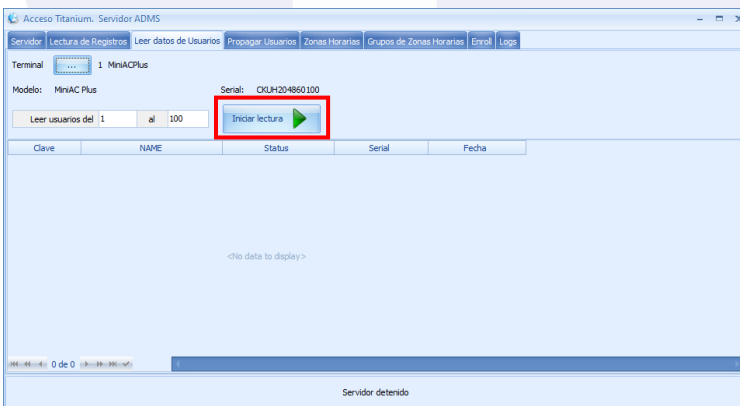 Acceso Titanium. Servidor ADMS
Servidor Lectura de Registros Leer datos de Usuarios Propagar Usuarios Zonas Horarias Grupos de Zonas Horarias Enroll Logs
Terminal ... 1 MiniACPlus
Modelo: MiniAC Plus Serial: CKUH204860100
Leer usuarios del 1 al 100 Iniciar lectura
Clave NAME Status Serial Fecha
<No data to display>
0 de 0
Servidor detenido